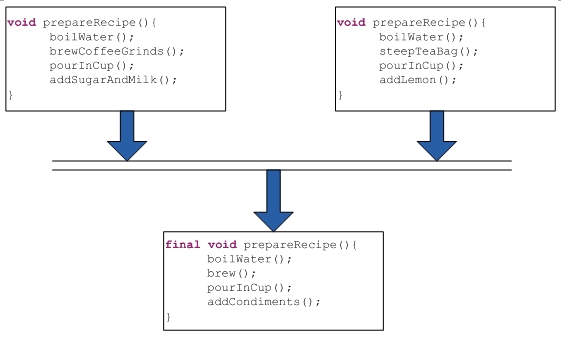 void prepareRecipe(){
boilWater();
brewCoffeeGrinds();
pourInCup();
addSugarAndMilk();
}
void prepareRecipe(){
boilWater();
steepTeaBag();
pourInCup();
addLemon();
}
final void prepareRecipe(){
boilWater();
brew();
pourInCup();
addCondiments();
}